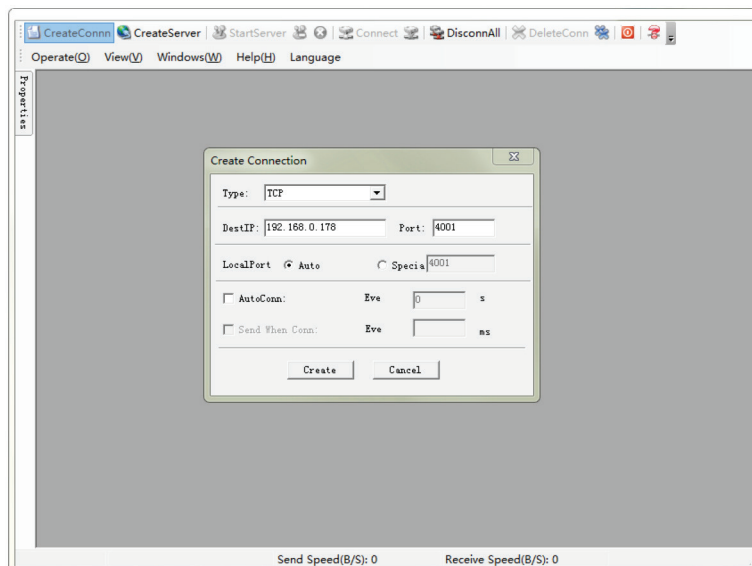 CreateConnn CreateServer StartServer Connect DisconnAll DeleteConn
Operate(O) View(V) Windows(W) Help(H) Language
Properties
Create Connection
Type: TCP
DestIP: 192.168.0.178 Port: 4001
LocalPort Auto Specia 4001
AutoConn: Eve 0 s
Send When Conn: Eve ms
Create Cancel
Send Speed(B/S): 0 Receive Speed(B/S): 0